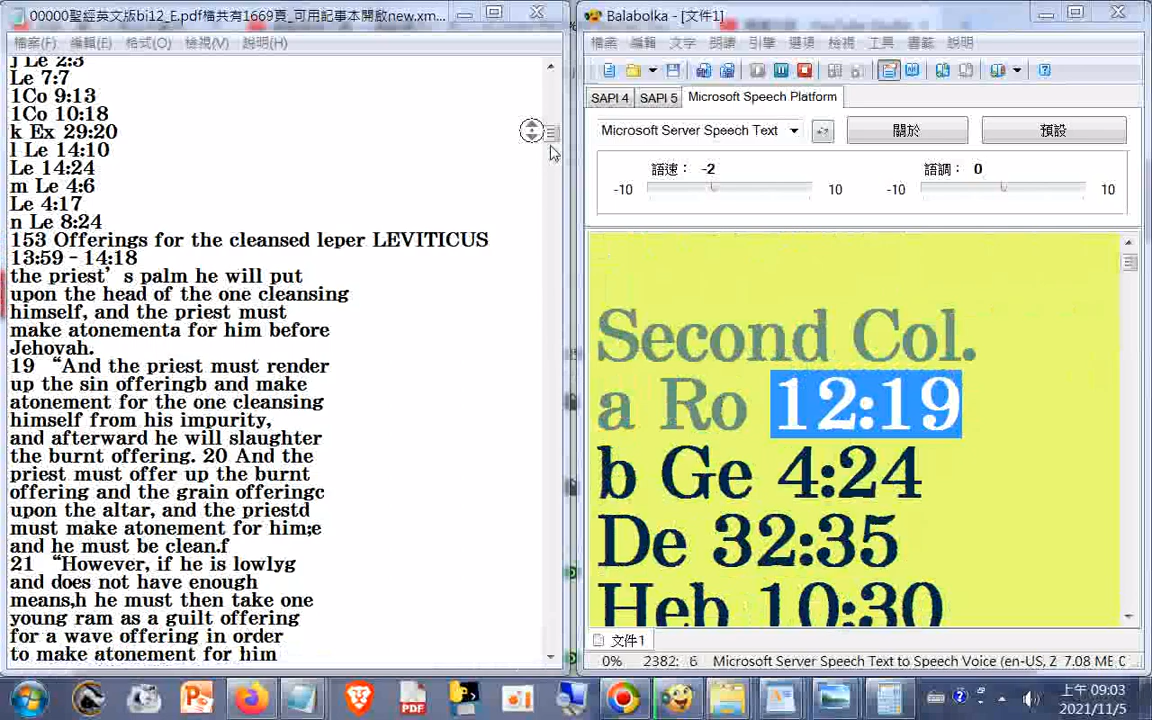 00000聖經英文版bi12_E.pdf檔共有1669頁_可用記事本開啟new.xm...
檔案(F) 編輯(E) 格式(O) 檢視(V) 說明(H)
j Le 2:3
Le 7:7
1Co 9:13
1Co 10:18
k Ex 29:20
l Le 14:10
Le 14:24
m Le 4:6
Le 4:17
n Le 8:24
153 Offerings for the cleansed leper LEVITICUS
13:59 - 14:18
the priest’s palm he will put
upon the head of the one cleansing
himself, and the priest must
make atonementa for him before
Jehovah.
19 “And the priest must render
up the sin offeringb and make
atonement for the one cleansing
himself from his impurity,
and afterward he will slaughter
the burnt offering. 20 And the
priest must offer up the burnt
offering and the grain offeringc
upon the altar, and the priestd
must make atonement for him;e
and he must be clean.f
21 “However, if he is lowlyg
and does not have enough
means,h he must then take one
young ram as a guilt offering
for a wave offering in order
to make atonement for him
Balabolka - [文件1]
檔案 編輯 文字 朗讀 引擎 選項 檢視 工具 書籤 說明
SAPI 4 SAPI 5 Microsoft Speech Platform
Microsoft Server Speech Text 關於 預設
語速： -2 語調： 0
-10 10 -10 10
Second Col.
a Ro 12:19
b Ge 4:24
De 32:35
Heb 10:30
文件1
0% 2382: 6 Microsoft Server Speech Text to Speech Voice (en-US, Z 7.08 ME
PDF
上午 09:03
2021/11/5